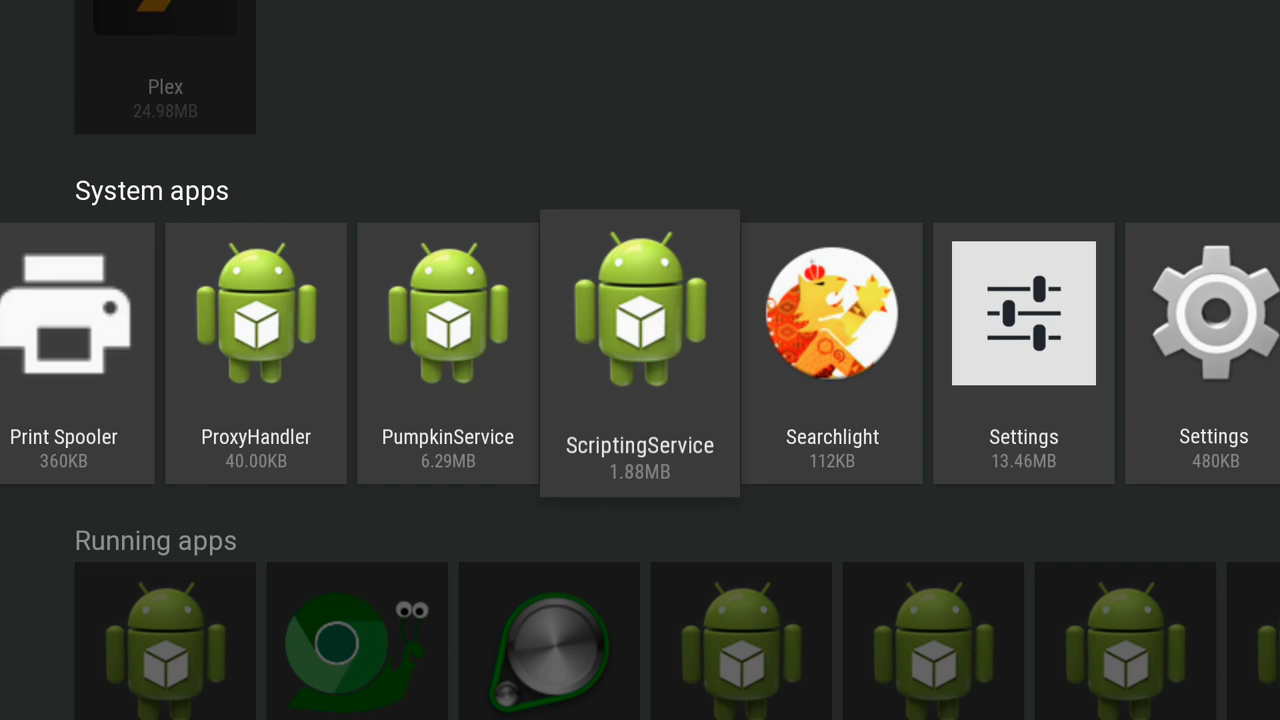 Plex
24.98MB
System apps
Print Spooler
360KB
ProxyHandler
40.00KB
PumpkinService
6.29MB
ScriptingService
1.88MB
Searchlight
112KB
Settings
13.46MB
Settings
480KB
Running apps